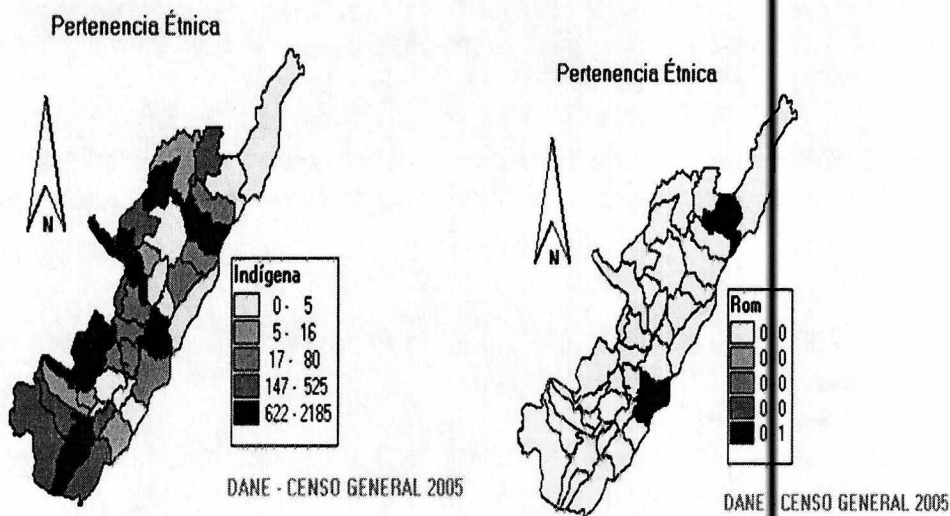 Pertenencia Étnica
N
Indígena
0 - 5
5 - 16
17 - 80
147 - 525
622 - 2185
DANE - CENSO GENERAL 2005
Pertenencia Étnica
N
Rom
0 0
0 0
0 0
0 0
0 1
DANE CENSO GENERAL 2005